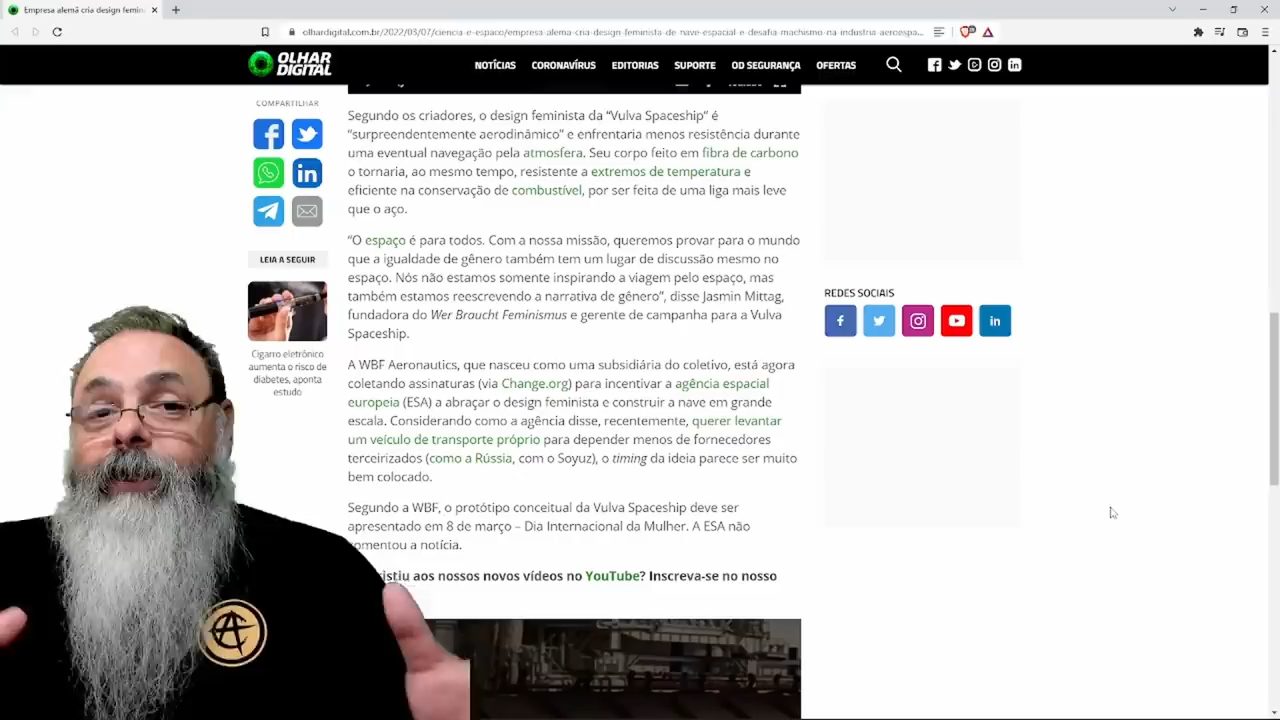 Empresa alemã cria design femin
olhardigital.com.br/2022/03/07/ciencia-e-espaco/empresa-alema-cria-design-feminista-de-nave-espacial-e-desafia-machismo-na-industria-aeroespa...
OLHAR
DIGITAL
NOTÍCIAS
CORONAVÍRUS
EDITORIAS
SUPORTE
OD SEGURANÇA
OFERTAS
COMPARTILHAR
Segundo os criadores, o design feminista da “Vulva Spaceship” é
“surpreendentemente aerodinâmico” e enfrentaria menos resistência durante
uma eventual navegação pela atmosfera. Seu corpo feito em fibra de carbono
o tornaria, ao mesmo tempo, resistente a extremos de temperatura e
eficiente na conservação de combustível, por ser feita de uma liga mais leve
que o aço.
“O espaço é para todos. Com a nossa missão, queremos provar para o mundo
que a igualdade de gênero também tem um lugar de discussão mesmo no
espaço. Nós não estamos somente inspirando a viagem pelo espaço, mas
também estamos reescrevendo a narrativa de gênero”, disse Jasmin Mittag,
fundadora do Wer Braucht Feminismus e gerente de campanha para a Vulva
Spaceship.
A WBF Aeronautics, que nasceu como uma subsidiária do coletivo, está agora
coletando assinaturas (via Change.org) para incentivar a agência espacial
europeia (ESA) a abraçar o design feminista e construir a nave em grande
escala. Considerando como a agência disse, recentemente, querer levantar
um veículo de transporte próprio para depender menos de fornecedores
terceirizados (como a Rússia, com o Soyuz), o timing da ideia parece ser muito
bem colocado.
Segundo a WBF, o protótipo conceitual da Vulva Spaceship deve ser
apresentado em 8 de março – Dia Internacional da Mulher. A ESA não
comentou a notícia.
istiu aos nossos novos vídeos no YouTube? Inscreva-se no nosso
LEIA A SEGUIR
Cigarro eletrônico
aumenta o risco de
diabetes, aponta
estudo
REDES SOCIAIS